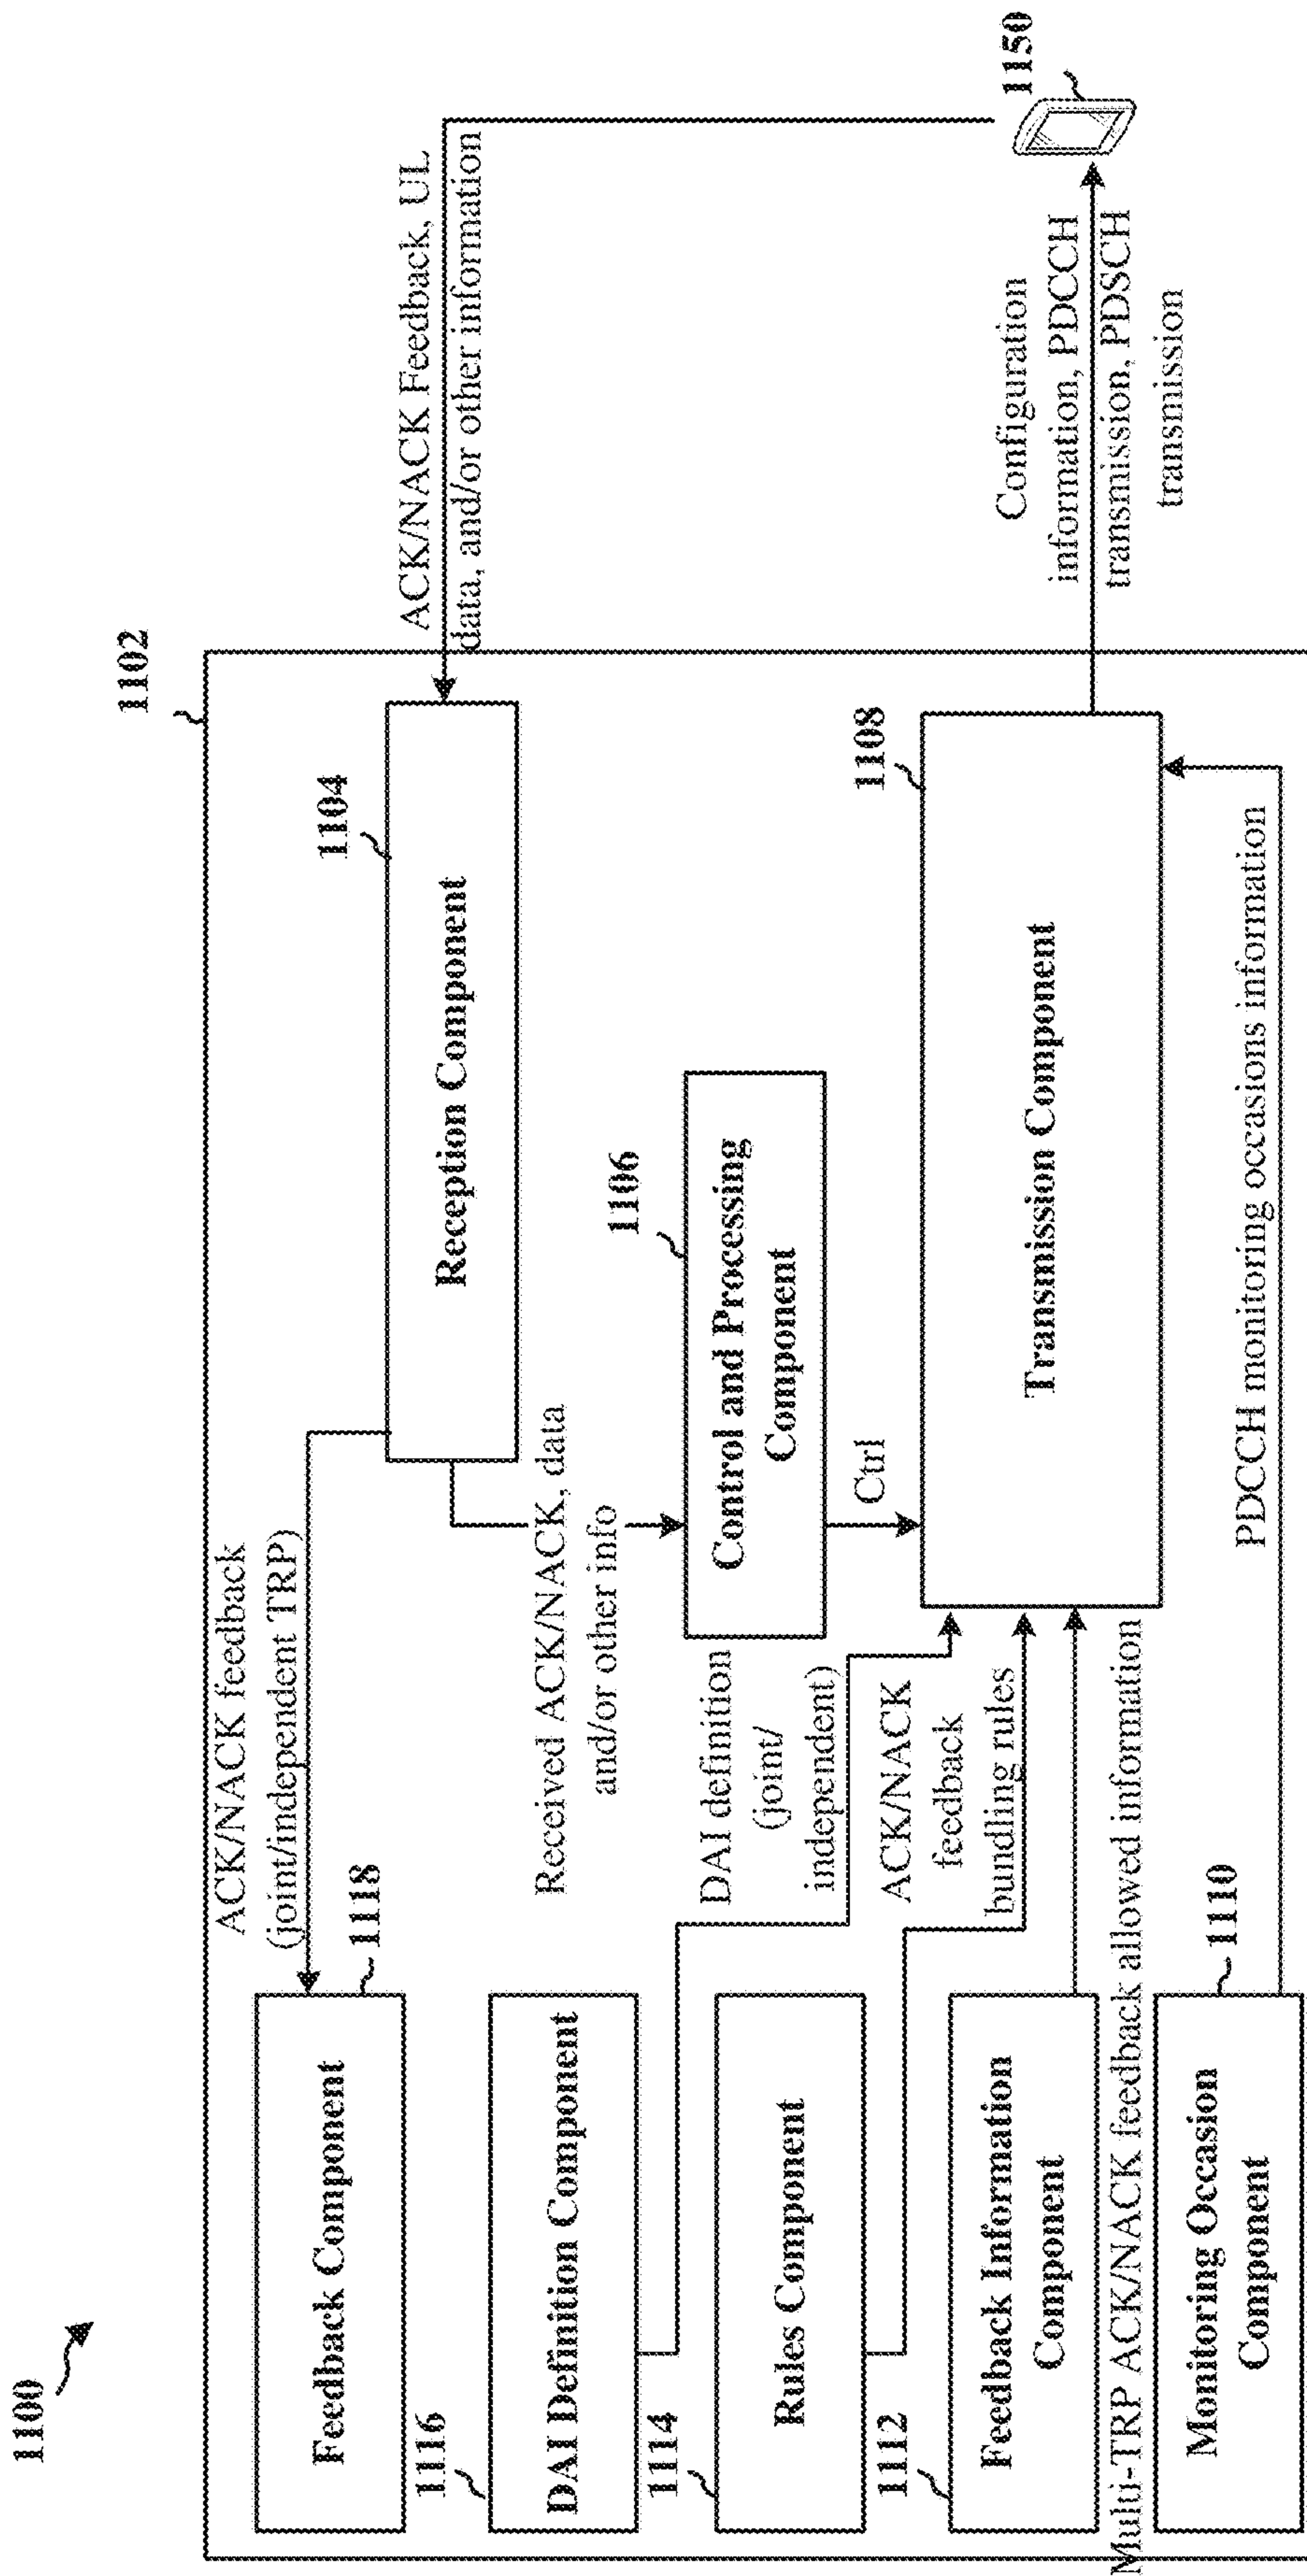 1100
1102
ACK/NACK feedback
(joint/independent TRP)
Feedback Component
1118
1104
Reception Component
ACK/NACK Feedback, UL
data, and/or other information
Received ACK/NACK, data
and/or other info
1116
DAI Definition Component
DAI definition
(joint/
independent)
1106
Control and Processing
Component
Ctrl
1114
Rules Component
ACK/NACK
feedback
bundling rules
1108
Transmission Component
1112
Feedback Information
Component
Multi-TRP ACK/NACK feedback allowed information
1110
Monitoring Occasion
Component
PDCCH monitoring occasions information
Configuration
information, PDCCH
transmission, PDSCH
transmission
1150